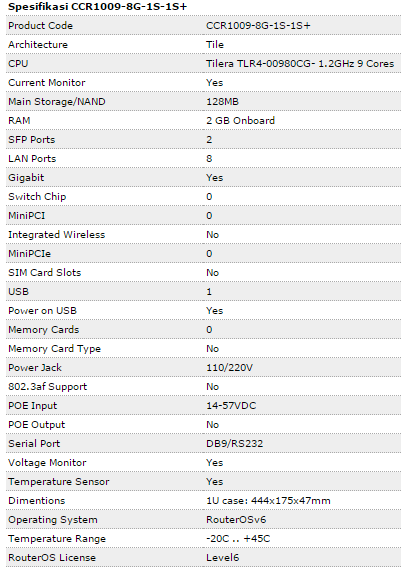 Spesifikasi CCR1009-8G-1S-1S+
Product Code CCR1009-8G-1S-1S+
Architecture Tile
CPU Tilera TLR4-00980CG- 1.2GHz 9 Cores
Current Monitor Yes
Main Storage/NAND 128MB
RAM 2 GB Onboard
SFP Ports 2
LAN Ports 8
Gigabit Yes
Switch Chip 0
MiniPCI 0
Integrated Wireless No
MiniPCIe 0
SIM Card Slots No
USB 1
Power on USB Yes
Memory Cards 0
Memory Card Type No
Power Jack 110/220V
802.3af Support No
POE Input 14-57VDC
POE Output No
Serial Port DB9/RS232
Voltage Monitor Yes
Temperature Sensor Yes
Dimentions 1U case: 444x175x47mm
Operating System RouterOSv6
Temperature Range -20C .. +45C
RouterOS License Level6